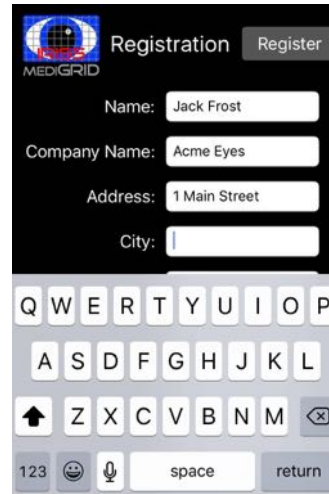 Registration Register
MEDIGRID
Name: Jack Frost
Company Name: Acme Eyes
Address: 1 Main Street
City:
Q W E R T Y U I O P
A S D F G H J K L
Z X C V B N M
123 space return